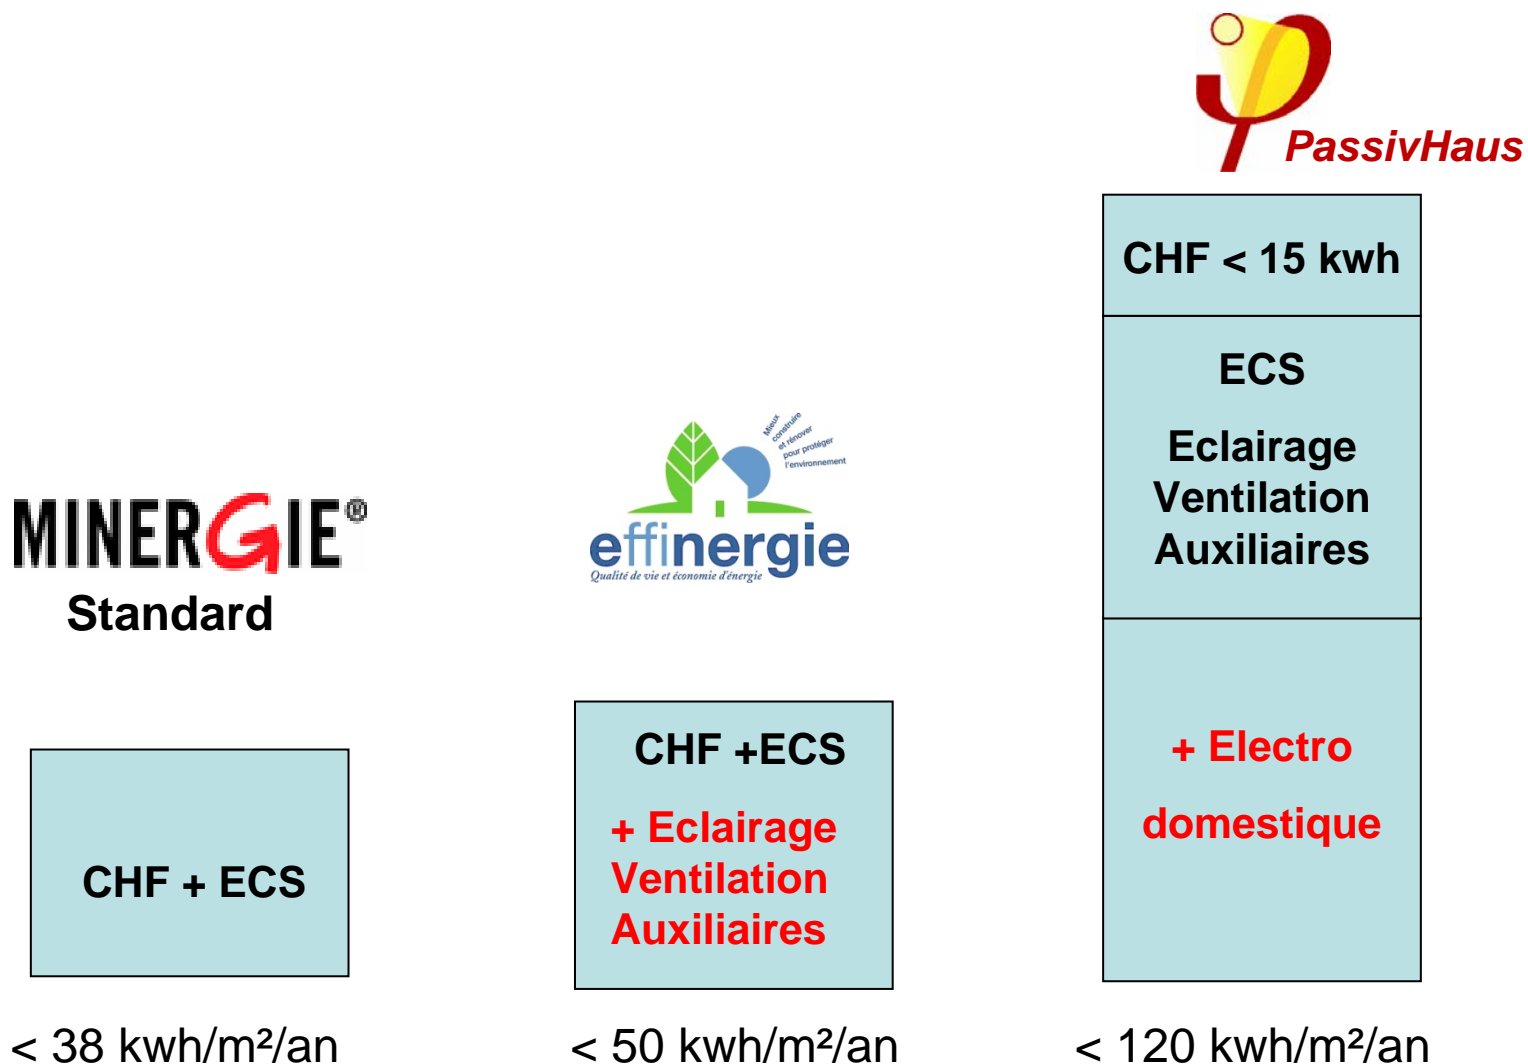 PassivHaus
CHF < 15 kwh
ECS
Eclairage
Ventilation
Auxiliaires
+ Electro
domestique
< 120 kwh/m²/an
Mieux
construire
et rénover
pour protéger
l'environnement
effinergie
Qualité de vie et économie d'énergie
CHF +ECS
+ Eclairage
Ventilation
Auxiliaires
< 50 kwh/m²/an
MINERGIE®
Standard
CHF + ECS
< 38 kwh/m²/an